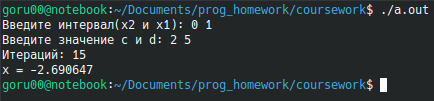 goru00@notebook:~/Documents/prog_homework/coursework$ ./a.out
Введите интервал(x2 и x1): 0 1
Введите значение c и d: 2 5
Итераций: 15
x = -2.690647
goru00@notebook:~/Documents/prog_homework/coursework$